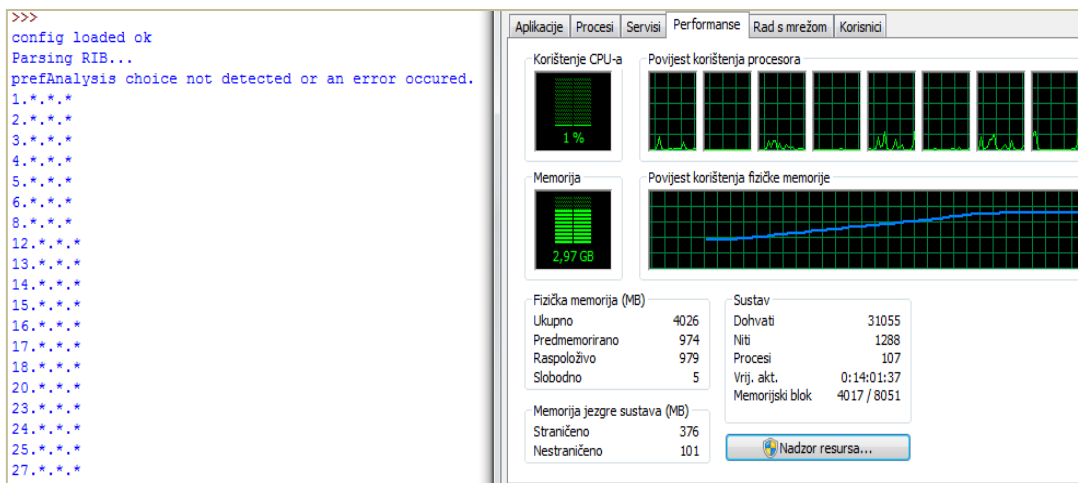 >>>
config loaded ok
Parsing RIB...
prefAnalysis choice not detected or an error occured.
1.*.*.*
2.*.*.*
3.*.*.*
4.*.*.*
5.*.*.*
6.*.*.*
8.*.*.*
12.*.*.*
13.*.*.*
14.*.*.*
15.*.*.*
16.*.*.*
17.*.*.*
18.*.*.*
20.*.*.*
23.*.*.*
24.*.*.*
25.*.*.*
27.*.*.*
Aplikacije Procesi Servisi Performanse Rad s mrežom Korisnici
Korištenje CPU-a
1 %
Povijest korištenja procesora
Memorija
2,97 GB
Povijest korištenja fizičke memorije
Fizička memorija (MB)
Ukupno 4026
Predmemorirano 974
Raspoloživo 979
Slobodno 5
Memorija jezgre sustava (MB)
Straničeno 376
Nestraničeno 101
Sustav
Dohvati 31055
Niti 1288
Procesi 107
Vrij. akt. 0:14:01:37
Memorijski blok 4017 / 8051
Nadzor resursa...